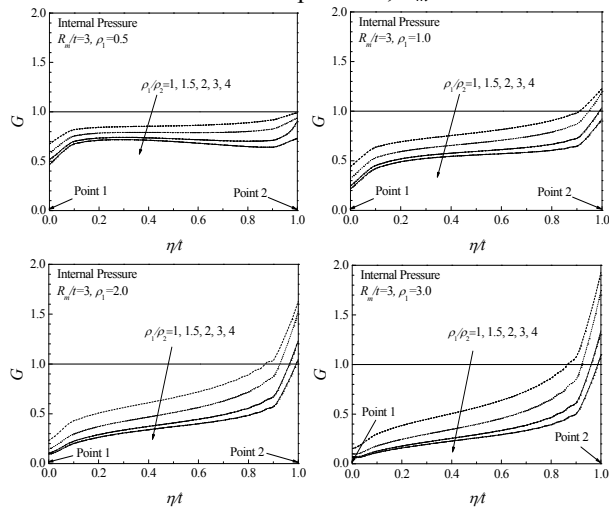 Internal Pressure
R_m/t=3, ρ_1=0.5
ρ_1/ρ_2=1, 1.5, 2, 3, 4
Point 1
Point 2
G
2.0
1.5
1.0
0.5
0.0
0.0 0.2 0.4 0.6 0.8 1.0
η/t
Internal Pressure
R_m/t=3, ρ_1=1.0
ρ_1/ρ_2=1, 1.5, 2, 3, 4
Point 1
Point 2
G
2.0
1.5
1.0
0.5
0.0
0.0 0.2 0.4 0.6 0.8 1.0
η/t
Internal Pressure
R_m/t=3, ρ_1=2.0
ρ_1/ρ_2=1, 1.5, 2, 3, 4
Point 1
Point 2
G
2.0
1.5
1.0
0.5
0.0
0.0 0.2 0.4 0.6 0.8 1.0
η/t
Internal Pressure
R_m/t=3, ρ_1=3.0
ρ_1/ρ_2=1, 1.5, 2, 3, 4
Point 1
Point 2
G
2.0
1.5
1.0
0.5
0.0
0.0 0.2 0.4 0.6 0.8 1.0
η/t